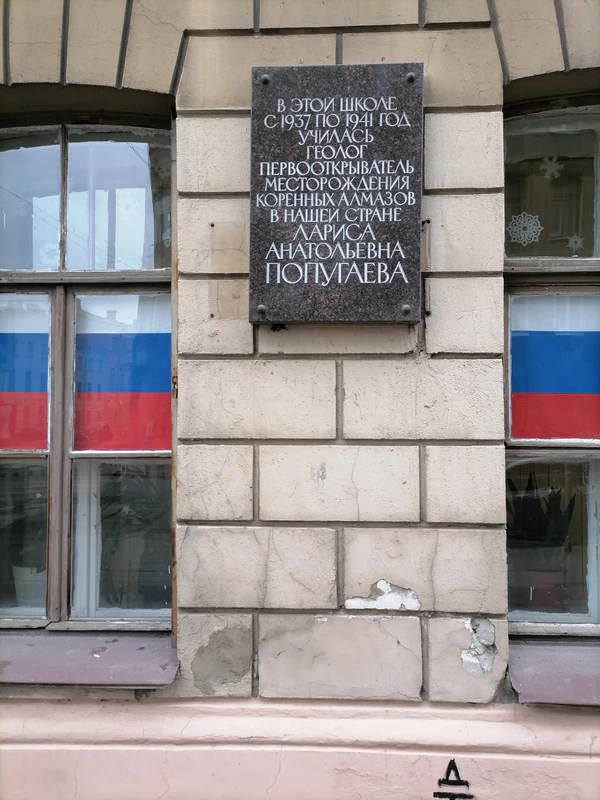 В ЭТОЙ ШКОЛЕ
С 1937 ПО 1941 ГОД
УЧИЛАСЬ
ГЕОЛОГ
ПЕРВООТКРЫВАТЕЛЬ
МЕСТОРОЖДЕНИЯ
КОРЕННЫХ АЛМАЗОВ
В НАШЕЙ СТРАНЕ
ЛАРИСА
АНАТОЛЬЕВНА
ПОПУГАЕВА